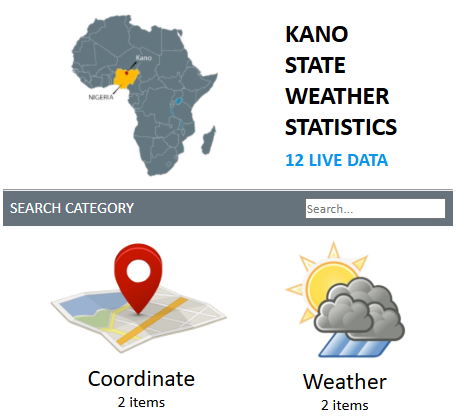 Kano
NIGERIA
KANO
STATE
WEATHER
STATISTICS
12 LIVE DATA
SEARCH CATEGORY
Search...
Coordinate
2 items
Weather
2 items